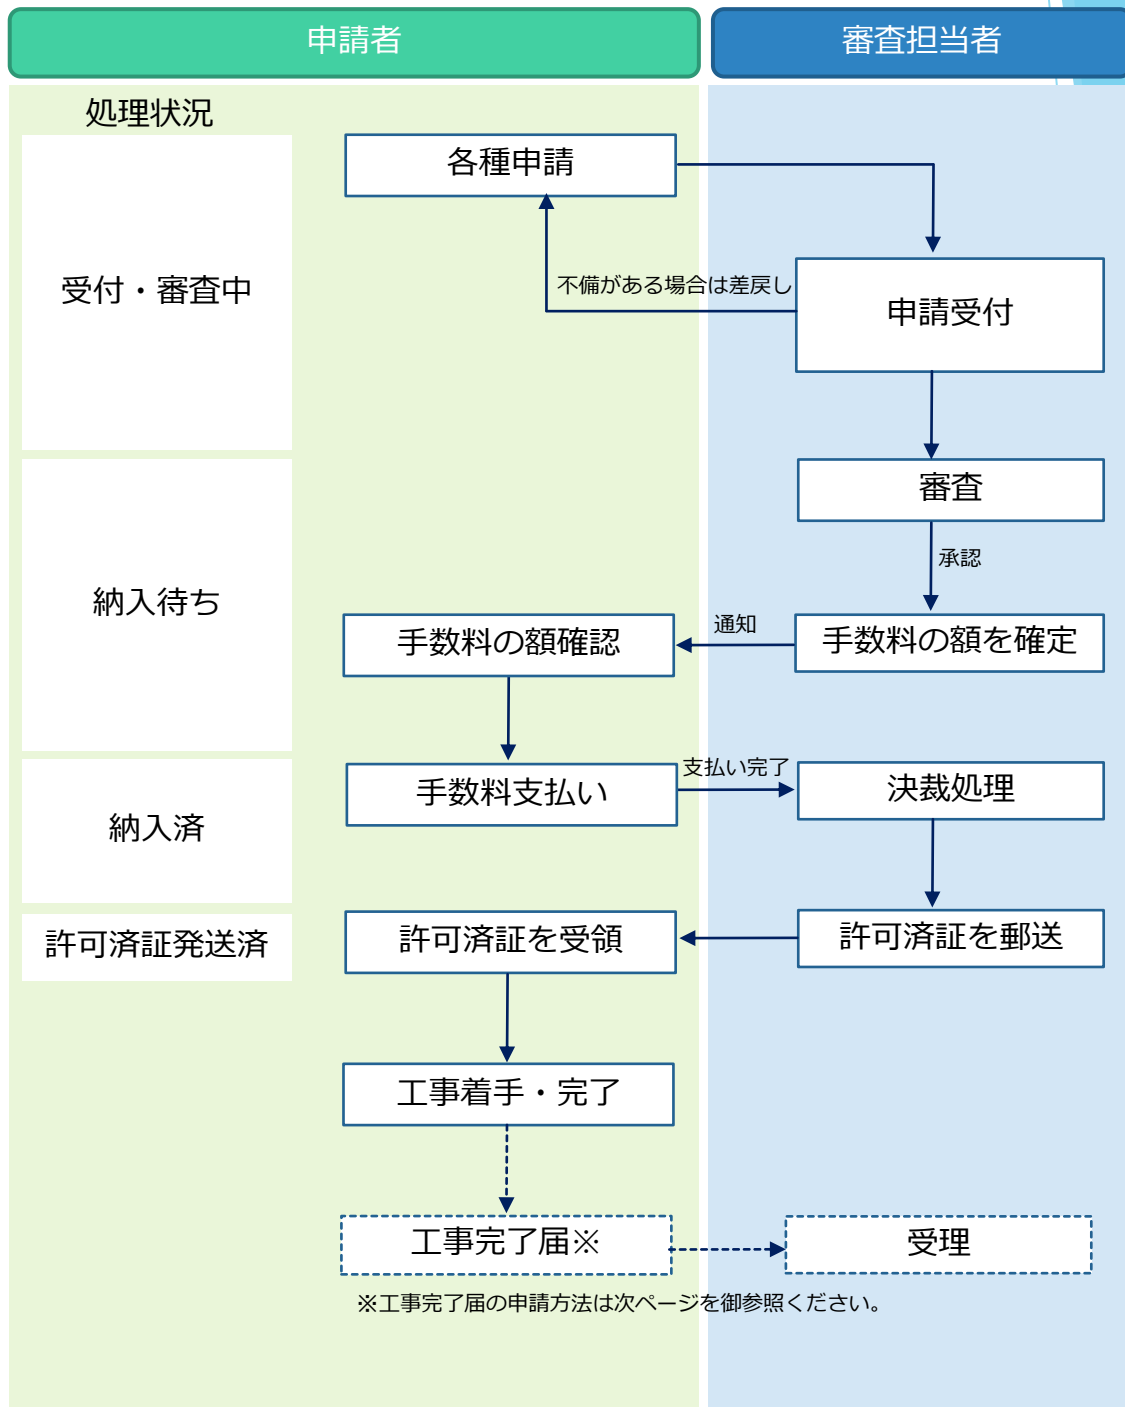 申請者
審査担当者
処理状況
各種申請
受付・審査中
不備がある場合は差戻し
申請受付
審査
承認
納入待ち
通知
手数料の額確認
手数料の額を確定
支払い完了
手数料支払い
決裁処理
納入済
許可済証発送済
許可済証を受領
許可済証を郵送
工事着手・完了
工事完了届※
受理
※工事完了届の申請方法は次ページを御参照ください。